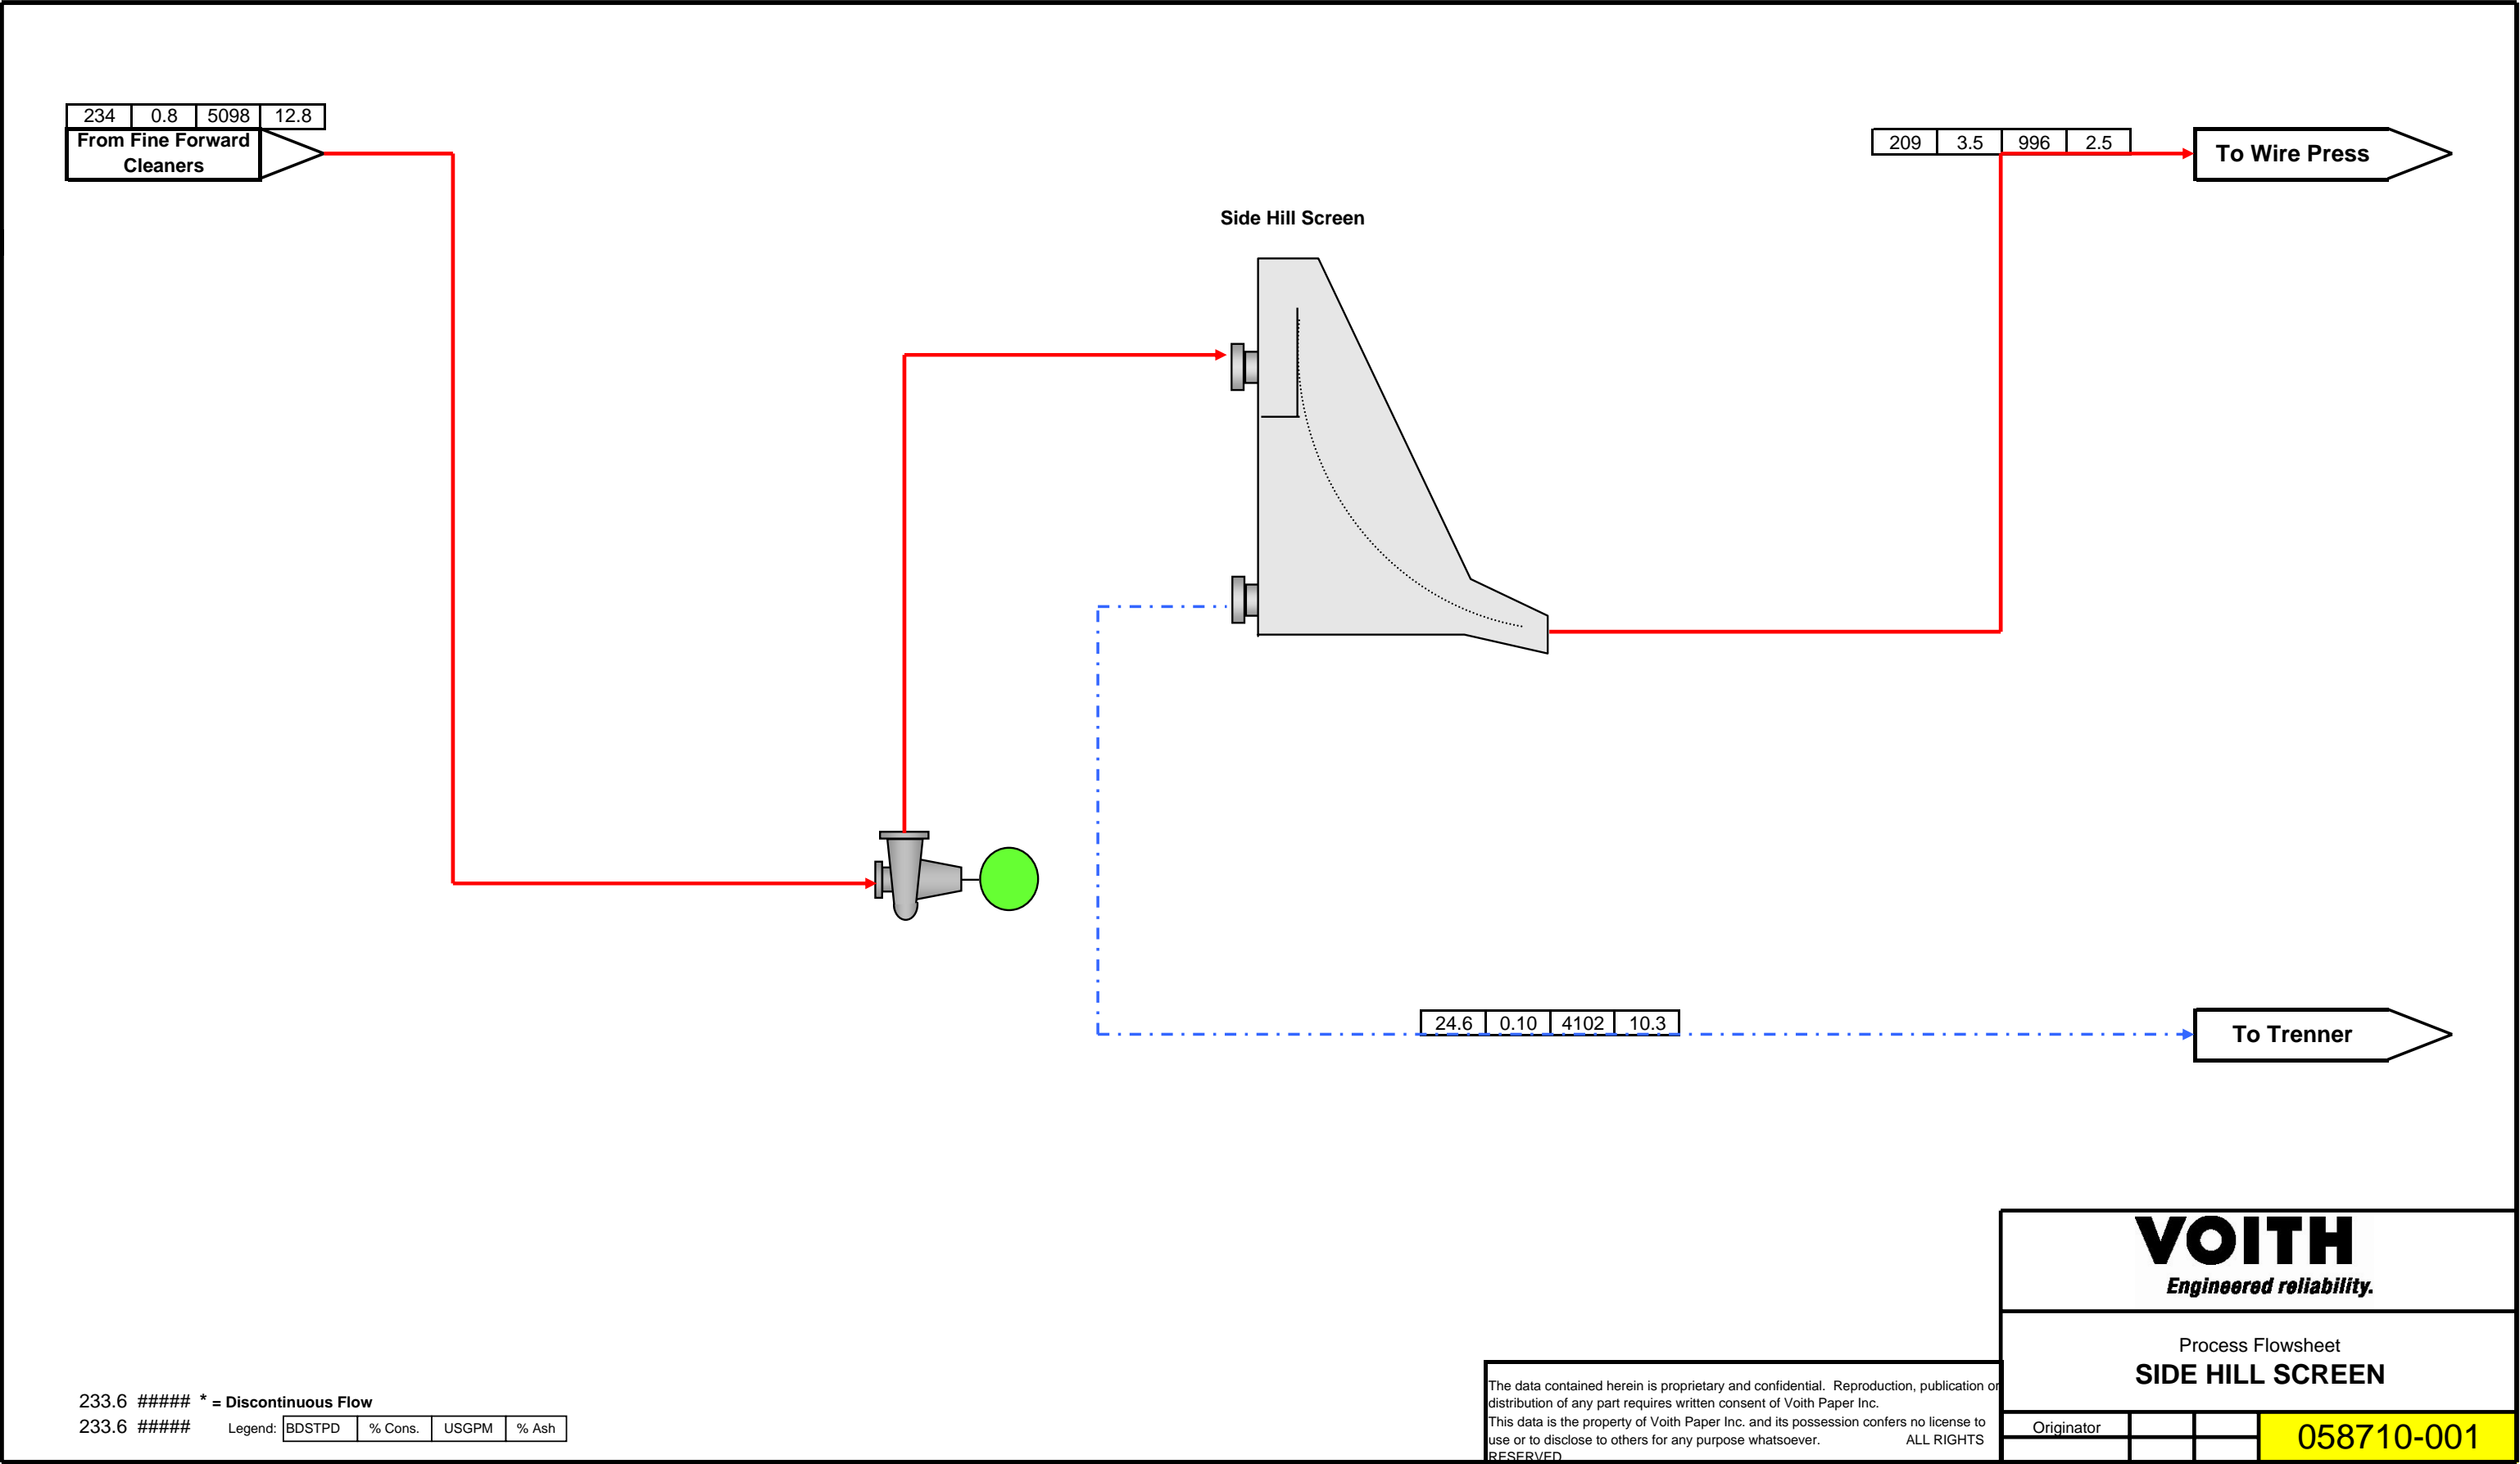 234 0.8 5098 12.8
From Fine Forward
Cleaners
209 3.5 996 2.5
To Wire Press
Side Hill Screen
24.6 0.10 4102 10.3
To Trenner
VOITH
Engineered reliability.
Process Flowsheet
SIDE HILL SCREEN
233.6 ##### * = Discontinuous Flow
233.6 ##### Legend: BDSTPD % Cons. USGPM % Ash
The data contained herein is proprietary and confidential. Reproduction, publication or
distribution of any part requires written consent of Voith Paper Inc.
This data is the property of Voith Paper Inc. and its possession confers no license to
use or to disclose to others for any purpose whatsoever. ALL RIGHTS
RESERVED
Originator
058710-001